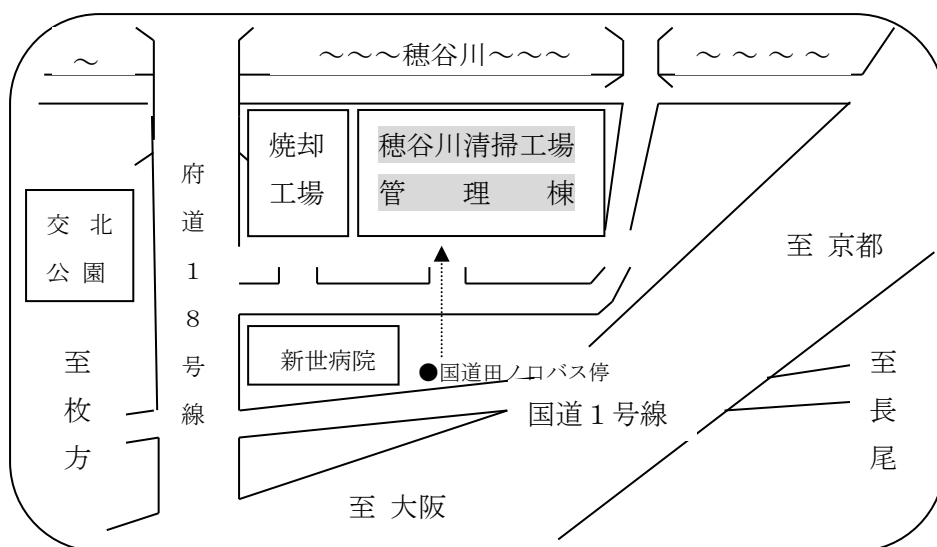 ～ ～～～穂谷川～～～ ～～～～
焼却
工場
穂谷川清掃工場
管理棟
府道１８号線
交北
公園
至 京都
新世病院
●国道田ノ口バス停
至枚方
国道１号線
至長尾
至 大阪